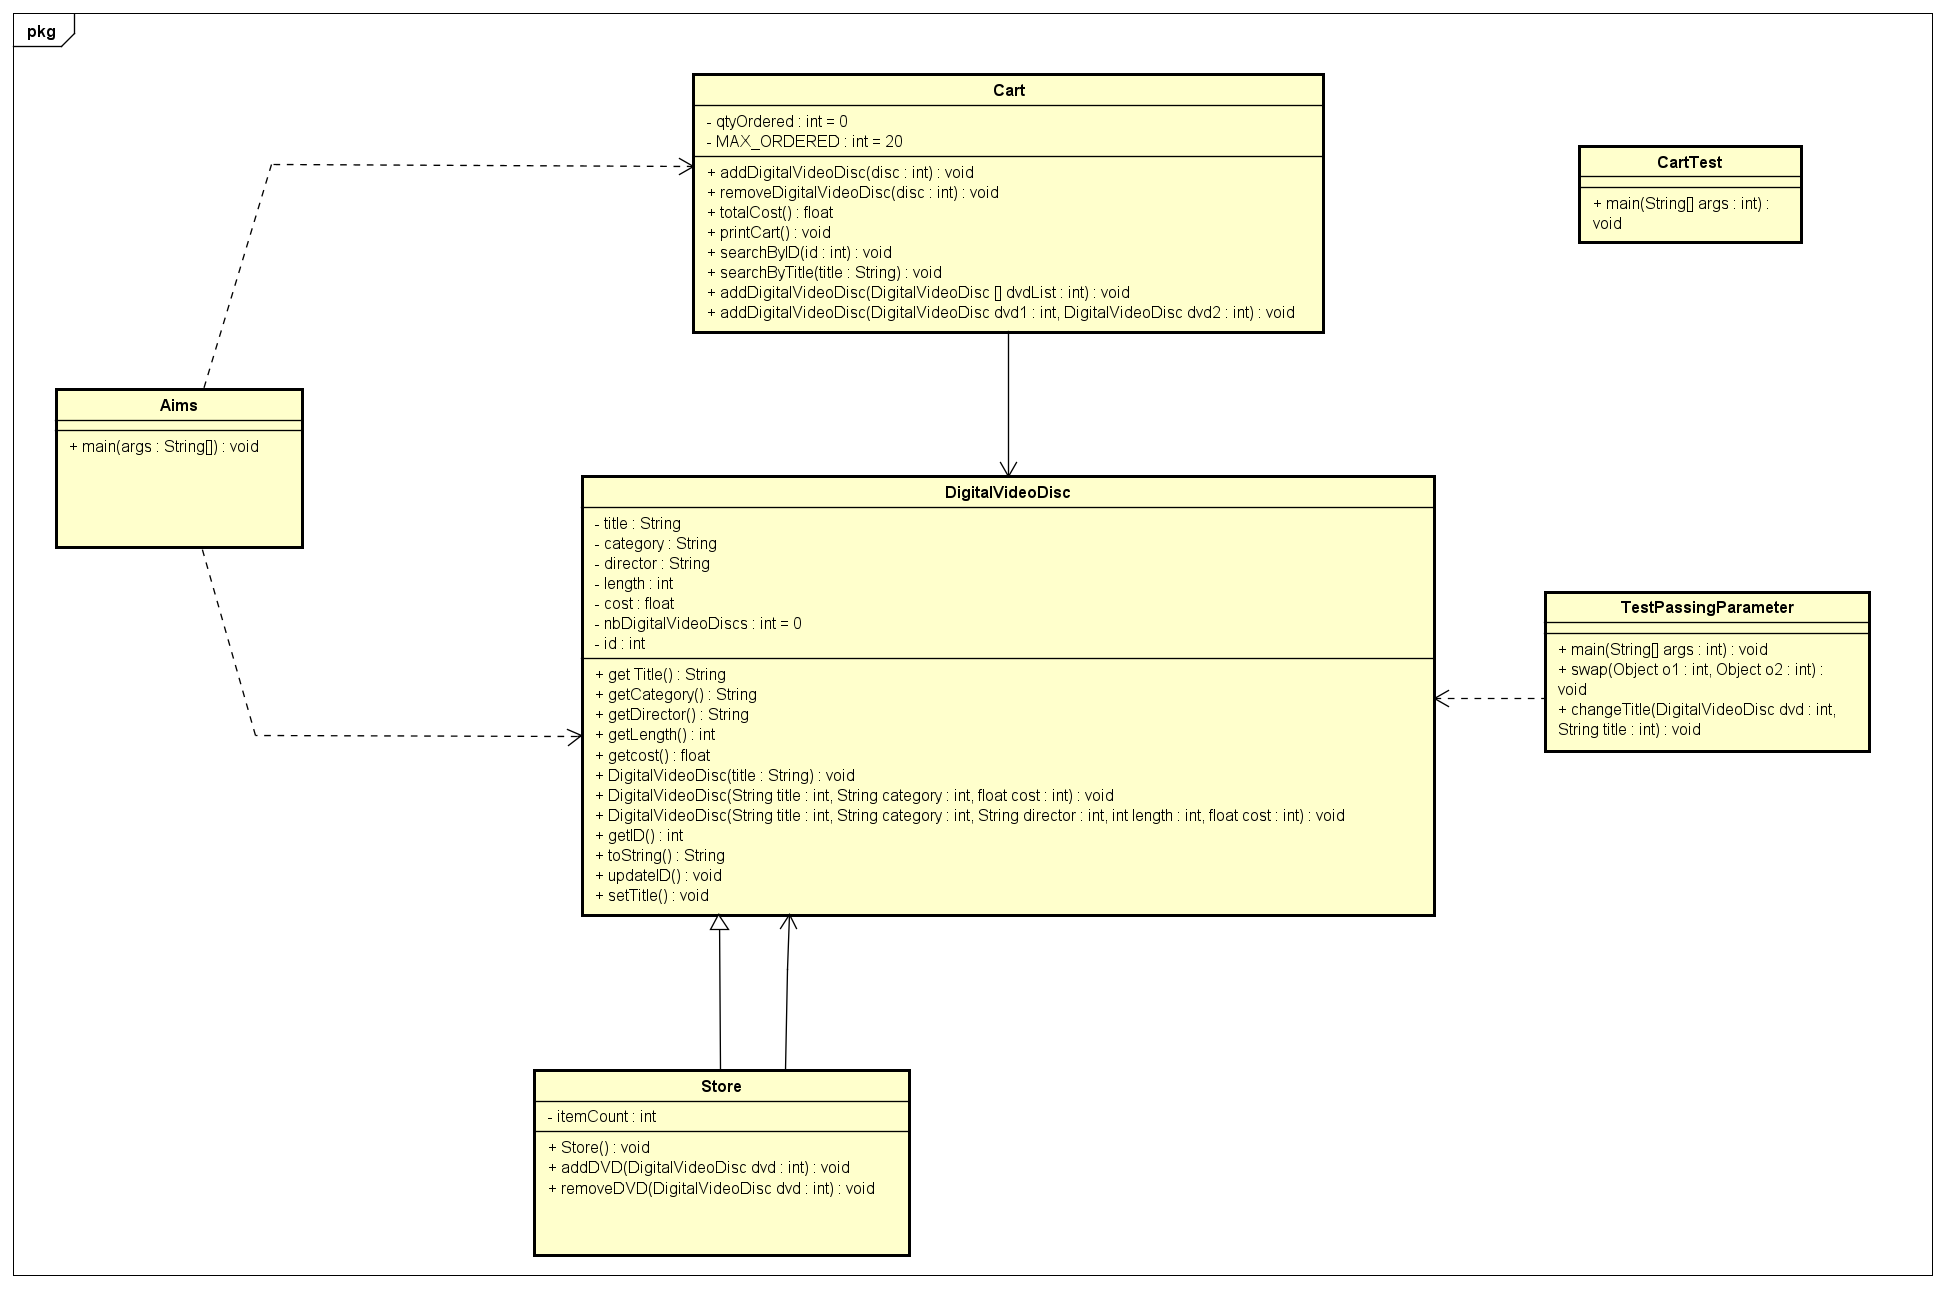 pkg
Cart
- qtyOrdered : int = 0
- MAX_ORDERED : int = 20
+ addDigitalVideoDisc(disc : int) : void
+ removeDigitalVideoDisc(disc : int) : void
+ totalCost() : float
+ printCart() : void
+ searchByID(id : int) : void
+ searchByTitle(title : String) : void
+ addDigitalVideoDisc(DigitalVideoDisc [] dvdList : int) : void
+ addDigitalVideoDisc(DigitalVideoDisc dvd1 : int, DigitalVideoDisc dvd2 : int) : void
CartTest
+ main(String[] args : int) :
void
Aims
+ main(args : String[]) : void
DigitalVideoDisc
- title : String
- category : String
- director : String
- length : int
- cost : float
- nbDigitalVideoDiscs : int = 0
- id : int
+ get Title() : String
+ getCategory() : String
+ getDirector() : String
+ getLength() : int
+ getcost() : float
+ DigitalVideoDisc(title : String) : void
+ DigitalVideoDisc(String title : int, String category : int, float cost : int) : void
+ DigitalVideoDisc(String title : int, String category : int, String director : int, int length : int, float cost : int) : void
+ getID() : int
+ toString() : String
+ updateID() : void
+ setTitle() : void
TestPassingParameter
+ main(String[] args : int) : void
+ swap(Object o1 : int, Object o2 : int) :
void
+ changeTitle(DigitalVideoDisc dvd : int,
String title : int) : void
Store
- itemCount : int
+ Store() : void
+ addDVD(DigitalVideoDisc dvd : int) : void
+ removeDVD(DigitalVideoDisc dvd : int) : void